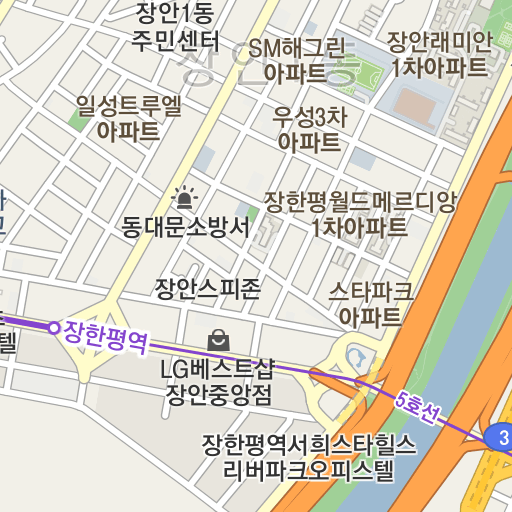 장안1동
주민센터
장안동
SM해그린
아파트
장안래미안
1차아파트
일성트루엘
아파트
우성3차
아파트
장한평월드메르디앙
1차아파트
동대문소방서
장안스피존
스타파크
아파트
장한평역
텔
LG베스트샵
장안중앙점
5호선
3
장한평역서희스타힐스
리버파크오피스텔